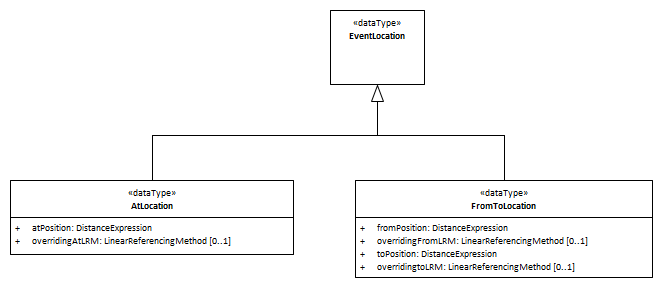 «dataType»
EventLocation
«dataType»
AtLocation
+ atPosition: DistanceExpression
+ overridingAtLRM: LinearReferencingMethod [0..1]
«dataType»
FromToLocation
+ fromPosition: DistanceExpression
+ overridingFromLRM: LinearReferencingMethod [0..1]
+ toPosition: DistanceExpression
+ overridingtoLRM: LinearReferencingMethod [0..1]